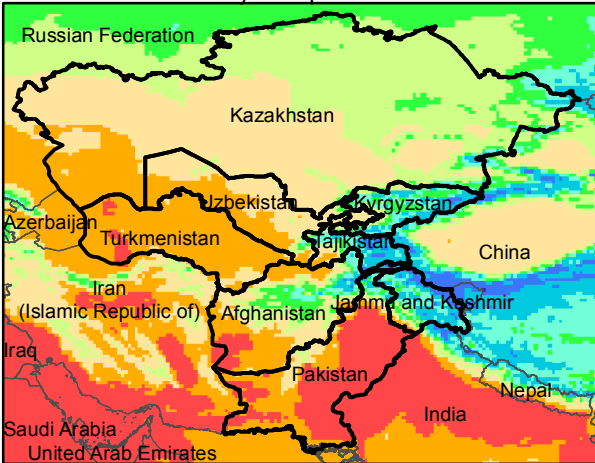 Russian Federation
Kazakhstan
Izbekistan
Kyrgyzstan
Azerbaijan
Turkmenistan
Tajikistan
China
Iran
(Islamic Republic of)
Afghanistan
Jammu and Kashmir
Iraq
Pakistan
Nepal
India
Saudi Arabia
United Arab Emirates